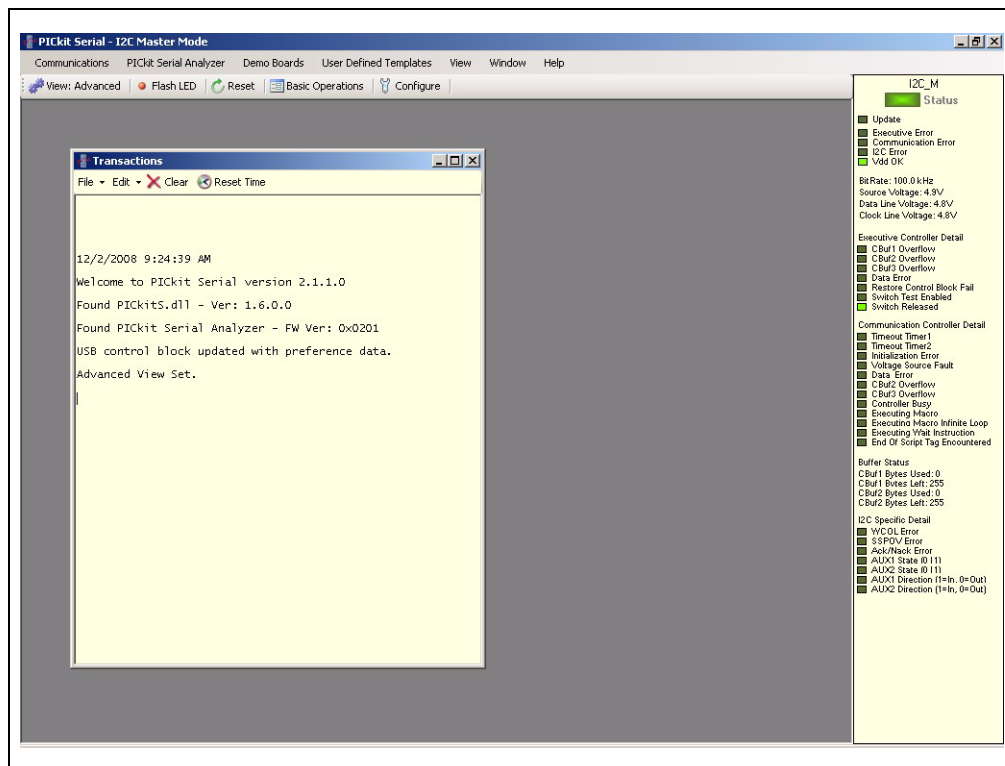 PICkit Serial - I2C Master Mode
Communications PICkit Serial Analyzer Demo Boards User Defined Templates View Window Help
View: Advanced Flash LED Reset Basic Operations Configure
Transactions
File Edit Clear Reset Time
12/2/2008 9:24:39 AM
Welcome to PICkit Serial version 2.1.1.0
Found PICkitS.dll - Ver: 1.6.0.0
Found PICkit Serial Analyzer - FW Ver: 0x0201
USB control block updated with preference data.
Advanced View Set.
I2C_M
Status
Update
Executive Error
Communication Error
I2C Error
Vdd OK
BitRate: 100.0 kHz
Source Voltage: 4.9V
Data Line Voltage: 4.8V
Clock Line Voltage: 4.8V
Executive Controller Detail
CBuf1 Overflow
CBuf2 Overflow
CBuf3 Overflow
Data Error
Restore Control Block Fail
Switch Test Enabled
Switch Released
Communication Controller Detail
Timeout Timer1
Timeout Timer2
Initialization Error
Voltage Source Fault
Data Error
CBuf2 Overflow
CBuf3 Overflow
Controller Busy
Executing Macro
Executing Macro Infinite Loop
Executing Wait Instruction
End Of Script Tag Encountered
Buffer Status
CBuf1 Bytes Used: 0
CBuf1 Bytes Left: 255
CBuf2 Bytes Used: 0
CBuf2 Bytes Left: 255
I2C Specific Detail
WCOL Error
SSPOV Error
Ack/Nack Error
AUX1 State (0 | 1)
AUX2 State (0 | 1)
AUX1 Direction (1=In, 0=Out)
AUX2 Direction (1=In, 0=Out)